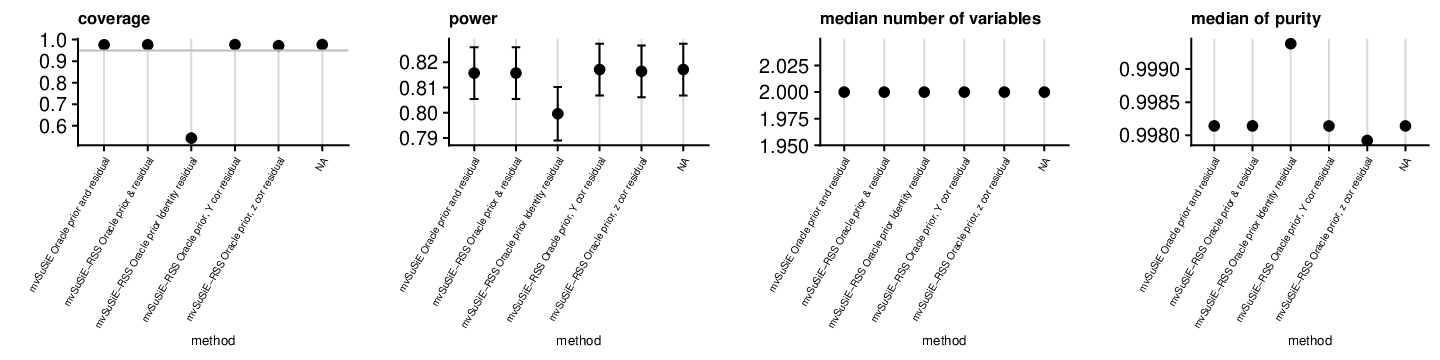 coverage
1.0
0.9
0.8
0.7
0.6
mvSuSiE Oracle prior and residual
mvSuSiE−RSS Oracle prior & residual
mvSuSiE−RSS Oracle prior Identity residual
mvSuSiE−RSS Oracle prior, Y cor residual
mvSuSiE−RSS Oracle prior, z cor residual
NA
method
power
0.82
0.81
0.80
0.79
mvSuSiE Oracle prior and residual
mvSuSiE−RSS Oracle prior & residual
mvSuSiE−RSS Oracle prior Identity residual
mvSuSiE−RSS Oracle prior, Y cor residual
mvSuSiE−RSS Oracle prior, z cor residual
NA
method
median number of variables
2.025
2.000
1.975
1.950
mvSuSiE Oracle prior and residual
mvSuSiE−RSS Oracle prior & residual
mvSuSiE−RSS Oracle prior Identity residual
mvSuSiE−RSS Oracle prior, Y cor residual
mvSuSiE−RSS Oracle prior, z cor residual
NA
method
median of purity
0.9990
0.9985
0.9980
mvSuSiE Oracle prior and residual
mvSuSiE−RSS Oracle prior & residual
mvSuSiE−RSS Oracle prior Identity residual
mvSuSiE−RSS Oracle prior, Y cor residual
mvSuSiE−RSS Oracle prior, z cor residual
NA
method